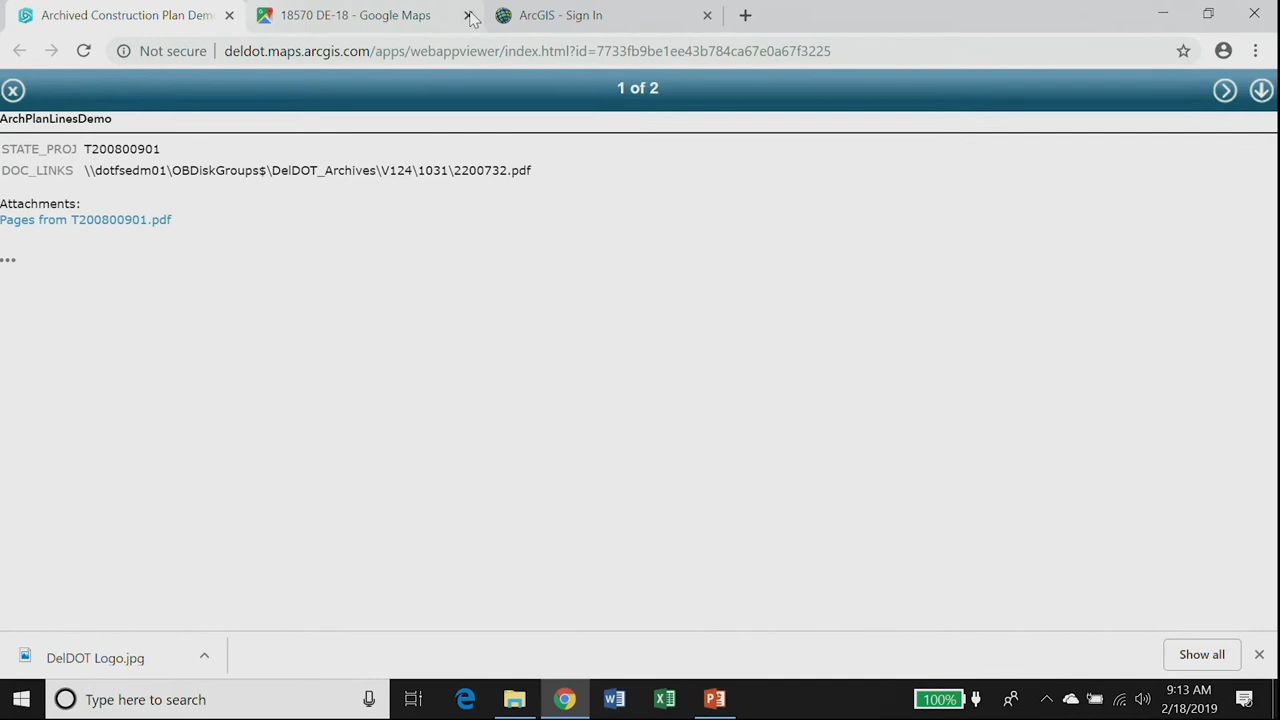 Archived Construction Plan Dem
18570 DE-18 - Google Maps
ArcGIS - Sign In
Not secure
deldot.maps.arcgis.com/apps/webappviewer/index.html?id=7733fb9be1ee43b784ca67e0a67f3225
1 of 2
ArchPlanLinesDemo
STATE_PROJ T200800901
DOC_LINKS \\dotfsedm01\OBDiskGroups$\DelDOT_Archives\V124\1031\2200732.pdf
Attachments:
Pages from T200800901.pdf
DelDOT Logo.jpg
Show all
Type here to search
100%
9:13 AM
2/18/2019